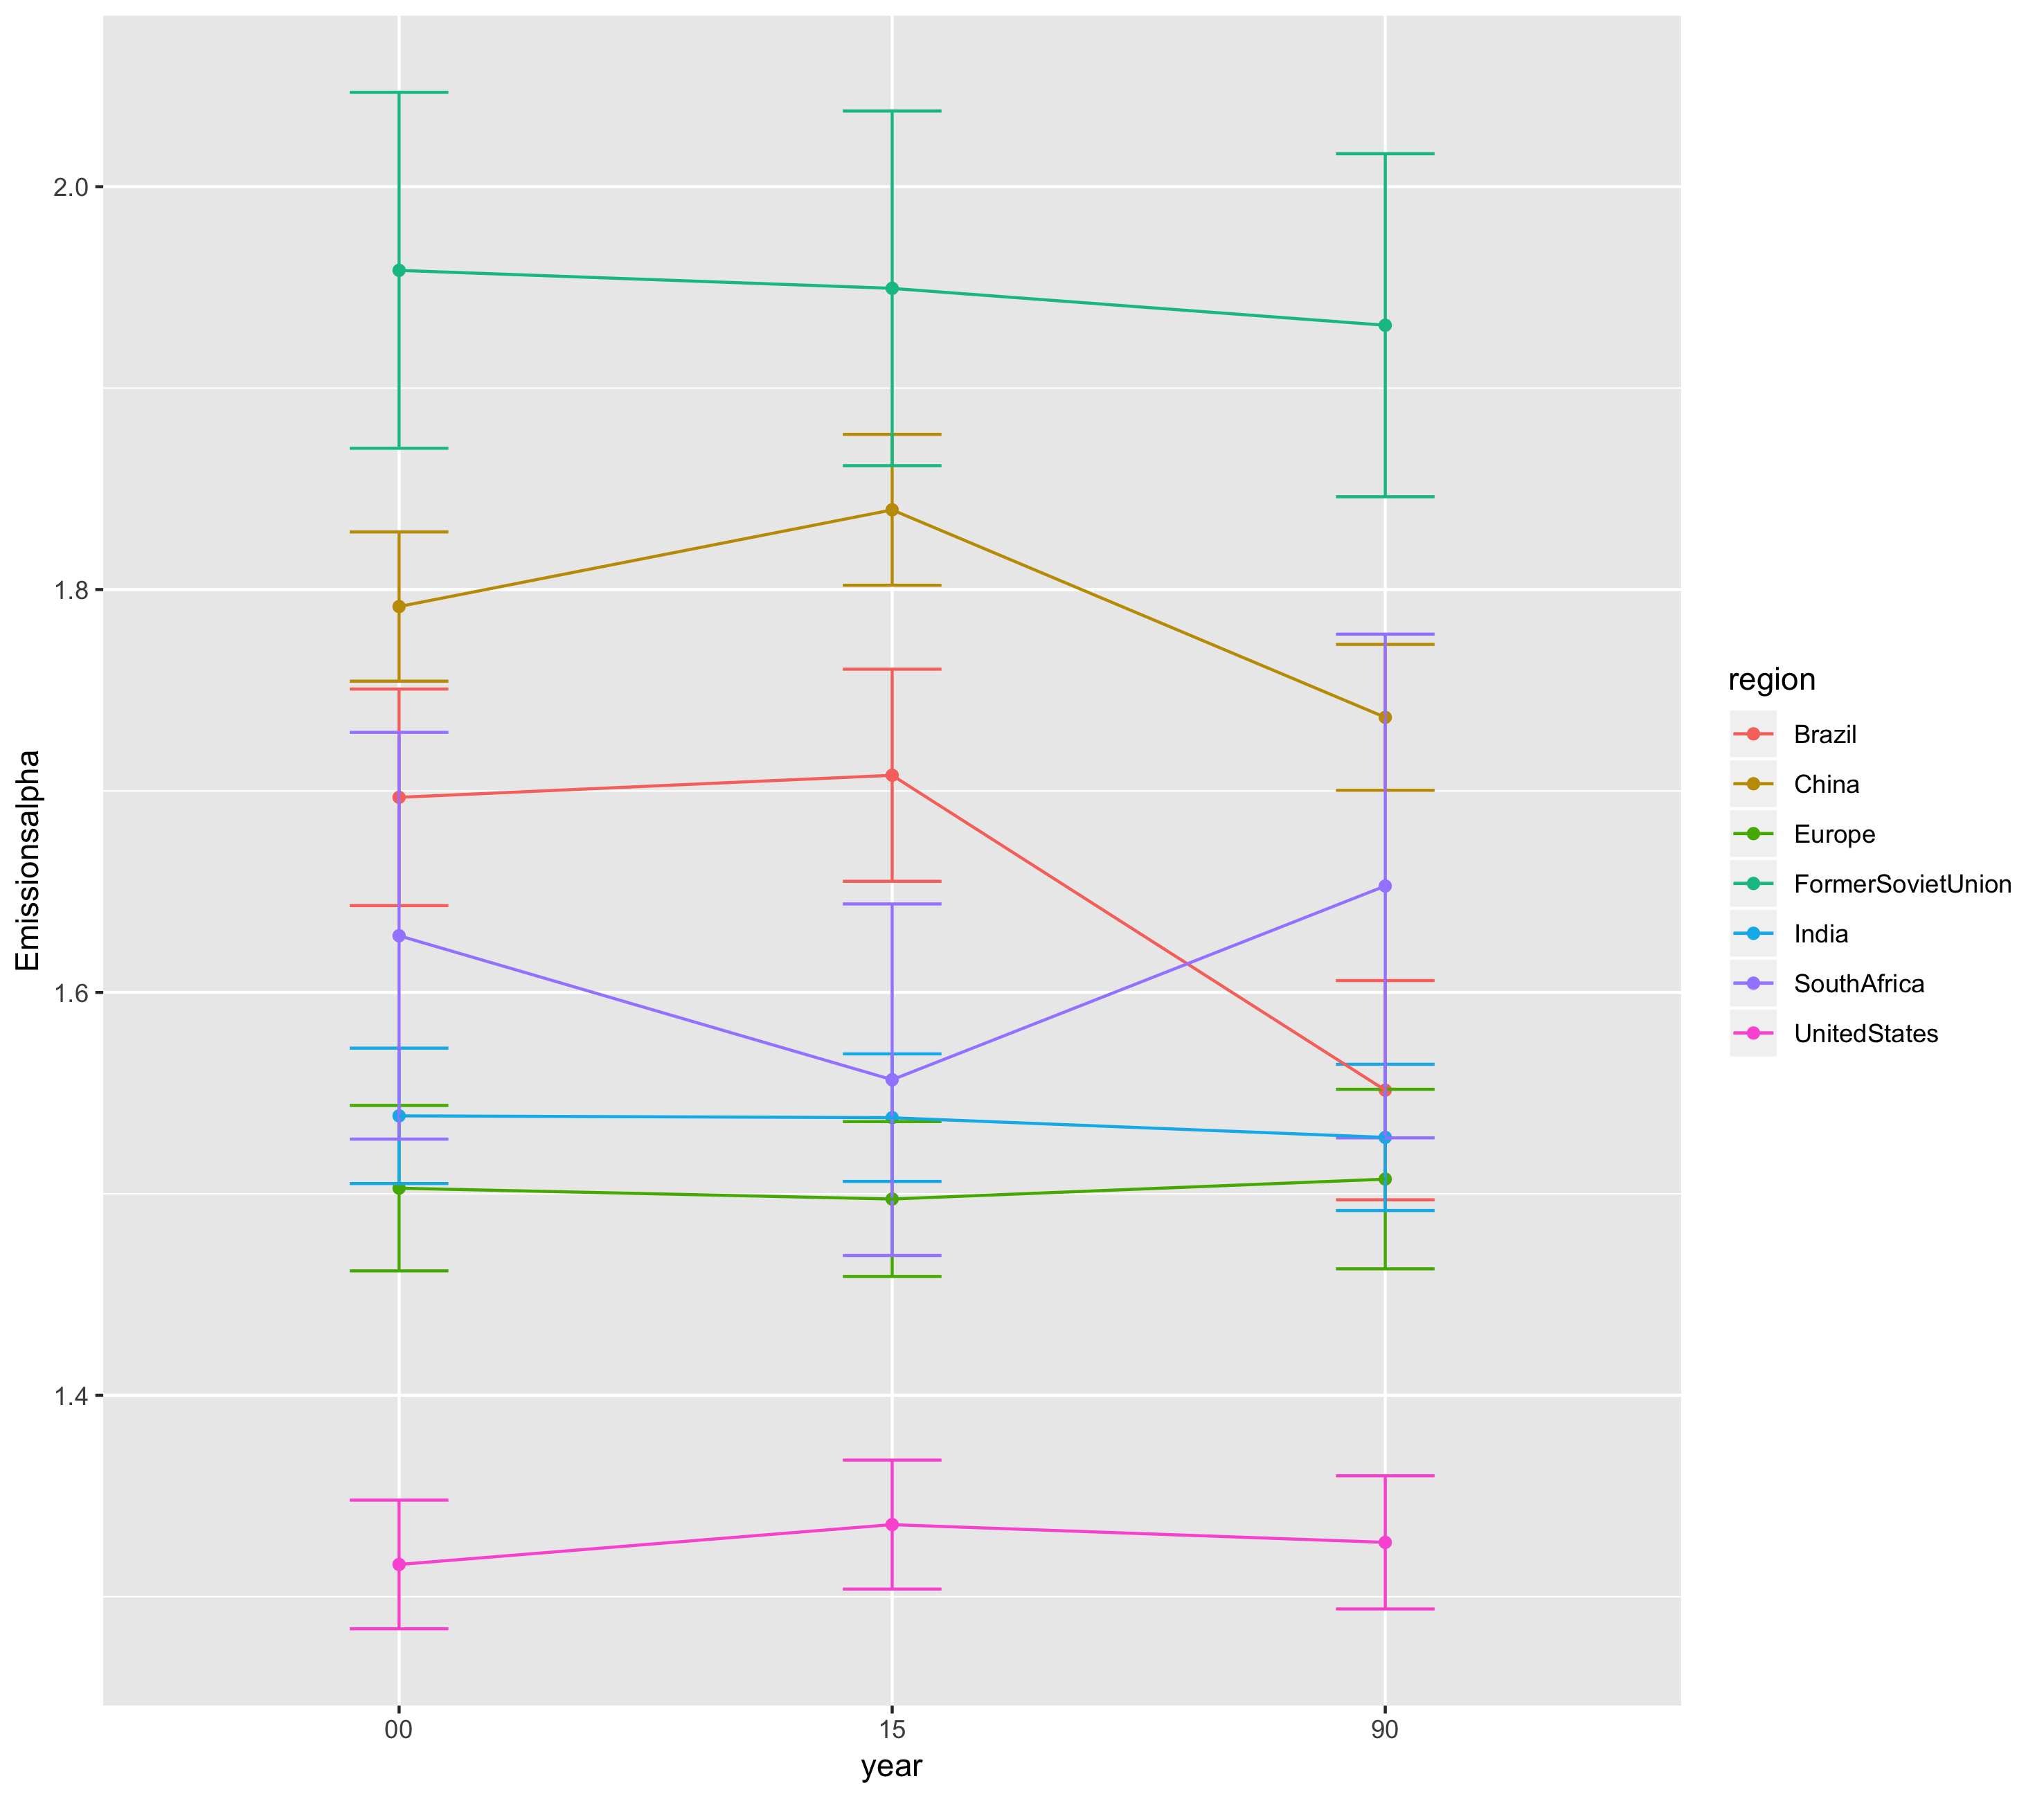 2.0
1.8
1.6
1.4
Emissionsalpha
00 15 90
year
region
Brazil
China
Europe
FormerSovietUnion
India
SouthAfrica
UnitedStates